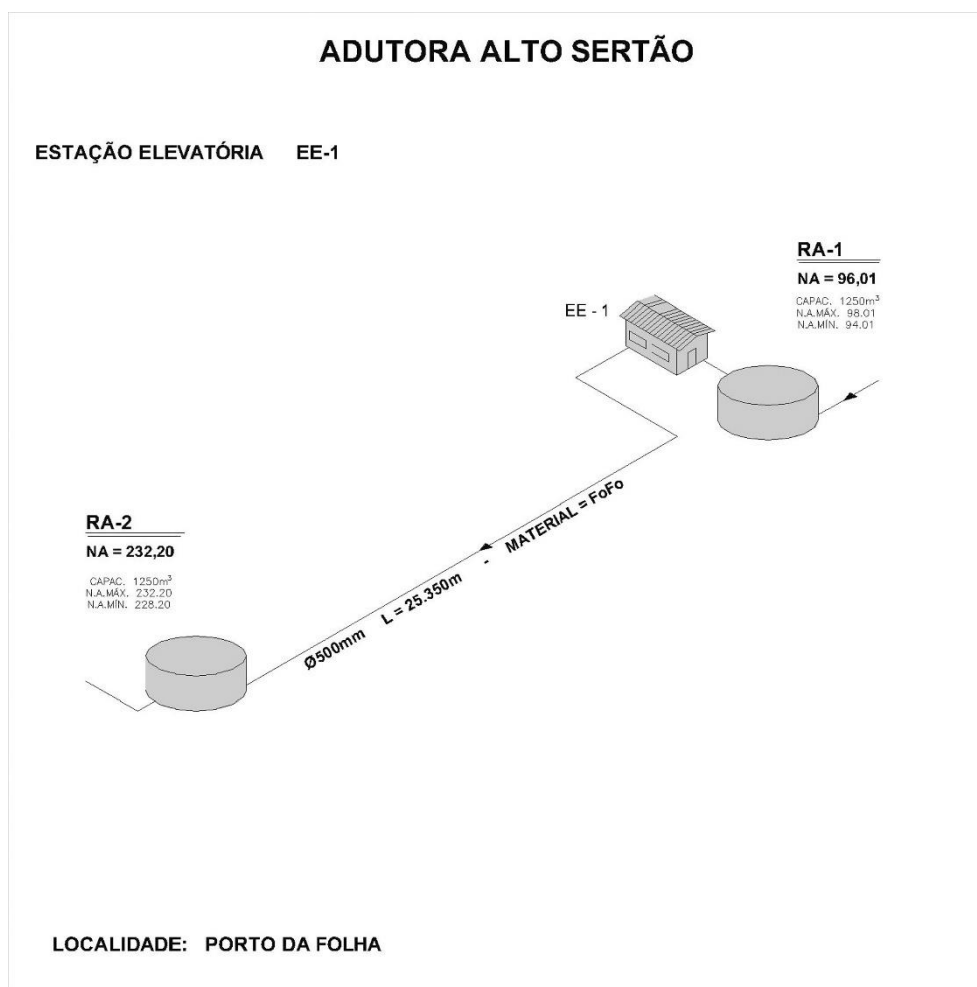 ADUTORA ALTO SERTÃO
ESTAÇÃO ELEVATÓRIA EE-1
RA-1
NA = 96,01
CAPAC. 1250m³
N.A.MÁX. 98.01
N.A.MÍN. 94.01
EE - 1
RA-2
NA = 232,20
CAPAC. 1250m³
N.A.MÁX. 232.20
N.A.MÍN. 228.20
Ø500mm L = 25.350m - MATERIAL = FoFo
LOCALIDADE: PORTO DA FOLHA